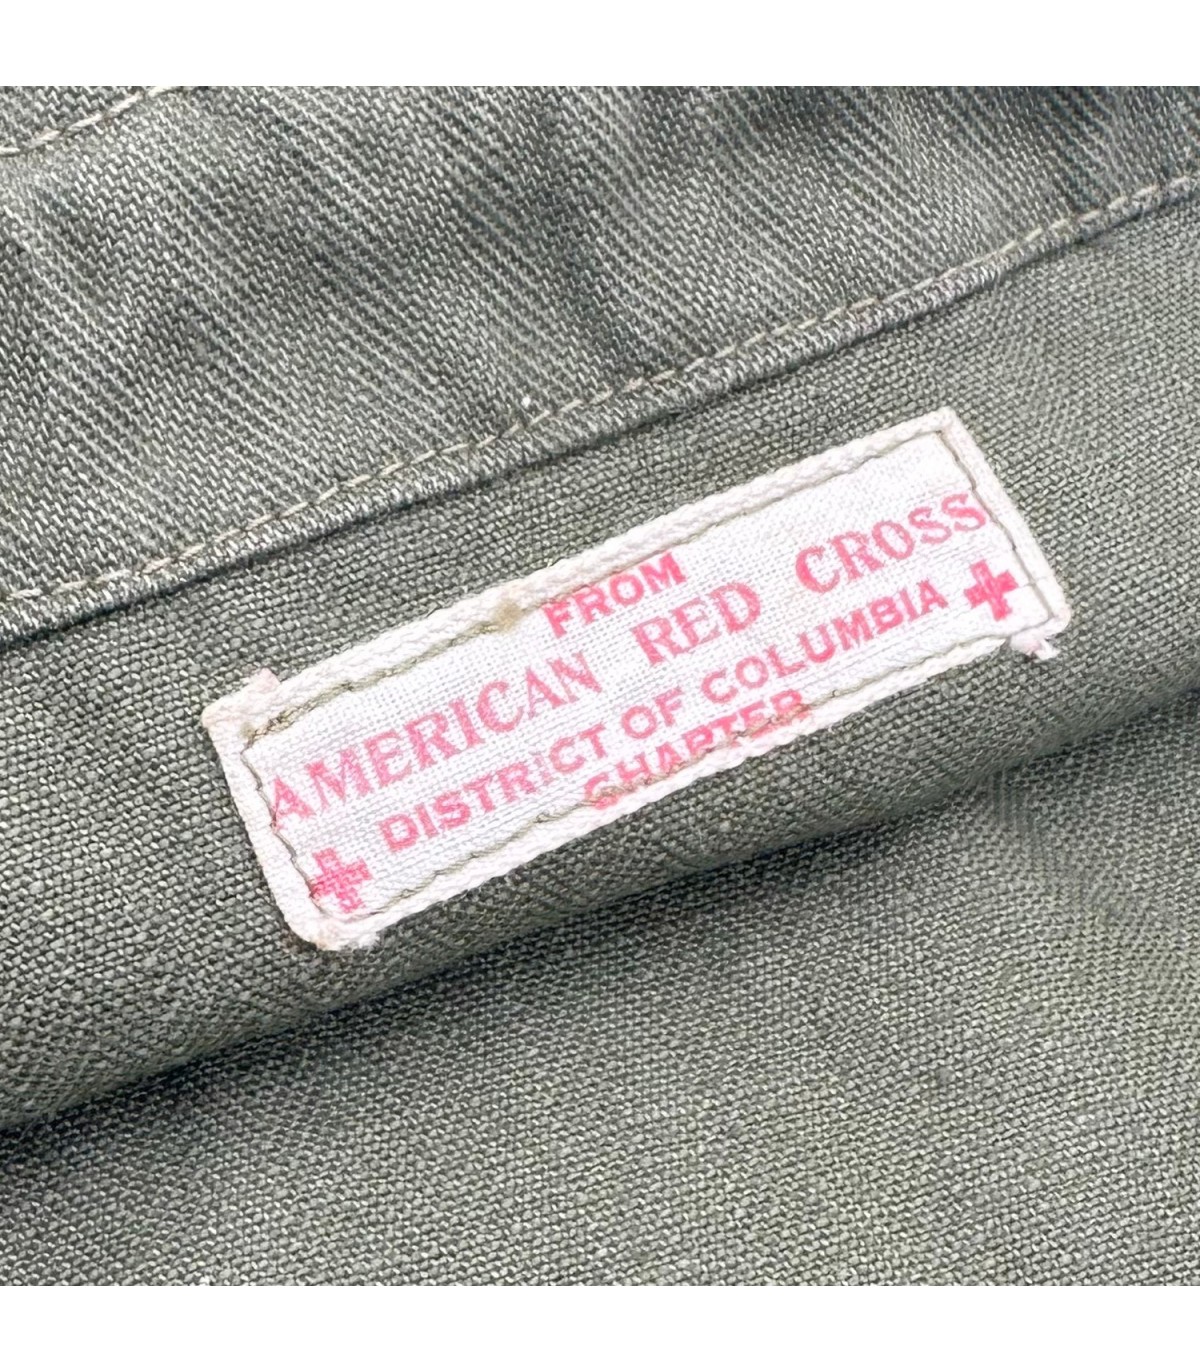 FROM
AMERICAN RED CROSS
DISTRICT OF COLUMBIA
CHAPTER